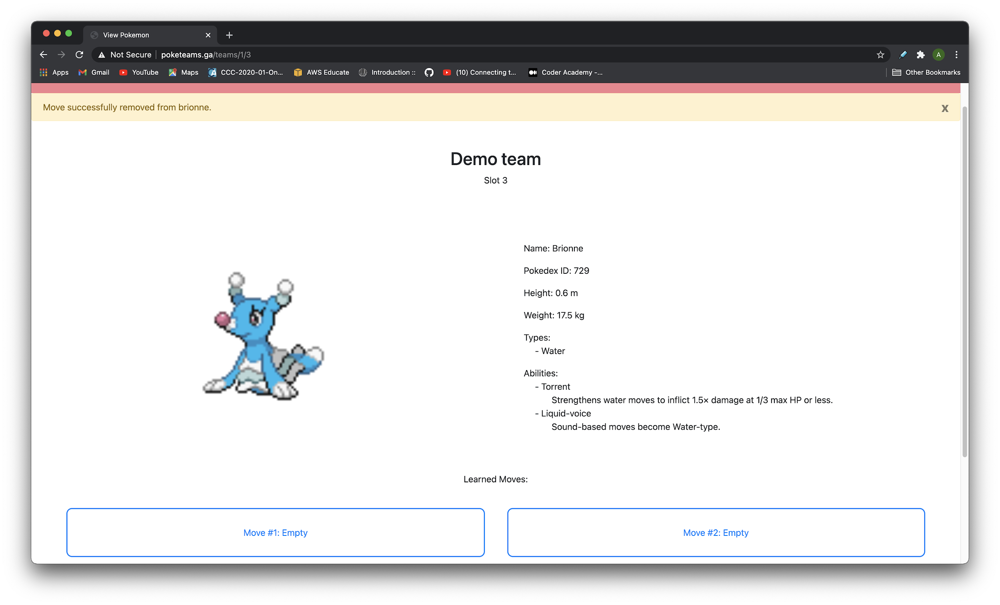 View Pokemon
Not Secure poketeams.ga/teams/1/3 A
Apps Gmail YouTube Maps CCC-2020-01-On... AWS Educate Introduction :: (10) Connecting t... Coder Academy -... Other Bookmarks
Move successfully removed from brionne. x
Demo team
Slot 3
Name: Brionne
Pokedex ID: 729
Height: 0.6 m
Weight: 17.5 kg
Types:
- Water
Abilities:
- Torrent
Strengthens water moves to inflict 1.5× damage at 1/3 max HP or less.
- Liquid-voice
Sound-based moves become Water-type.
Learned Moves:
Move #1: Empty Move #2: Empty